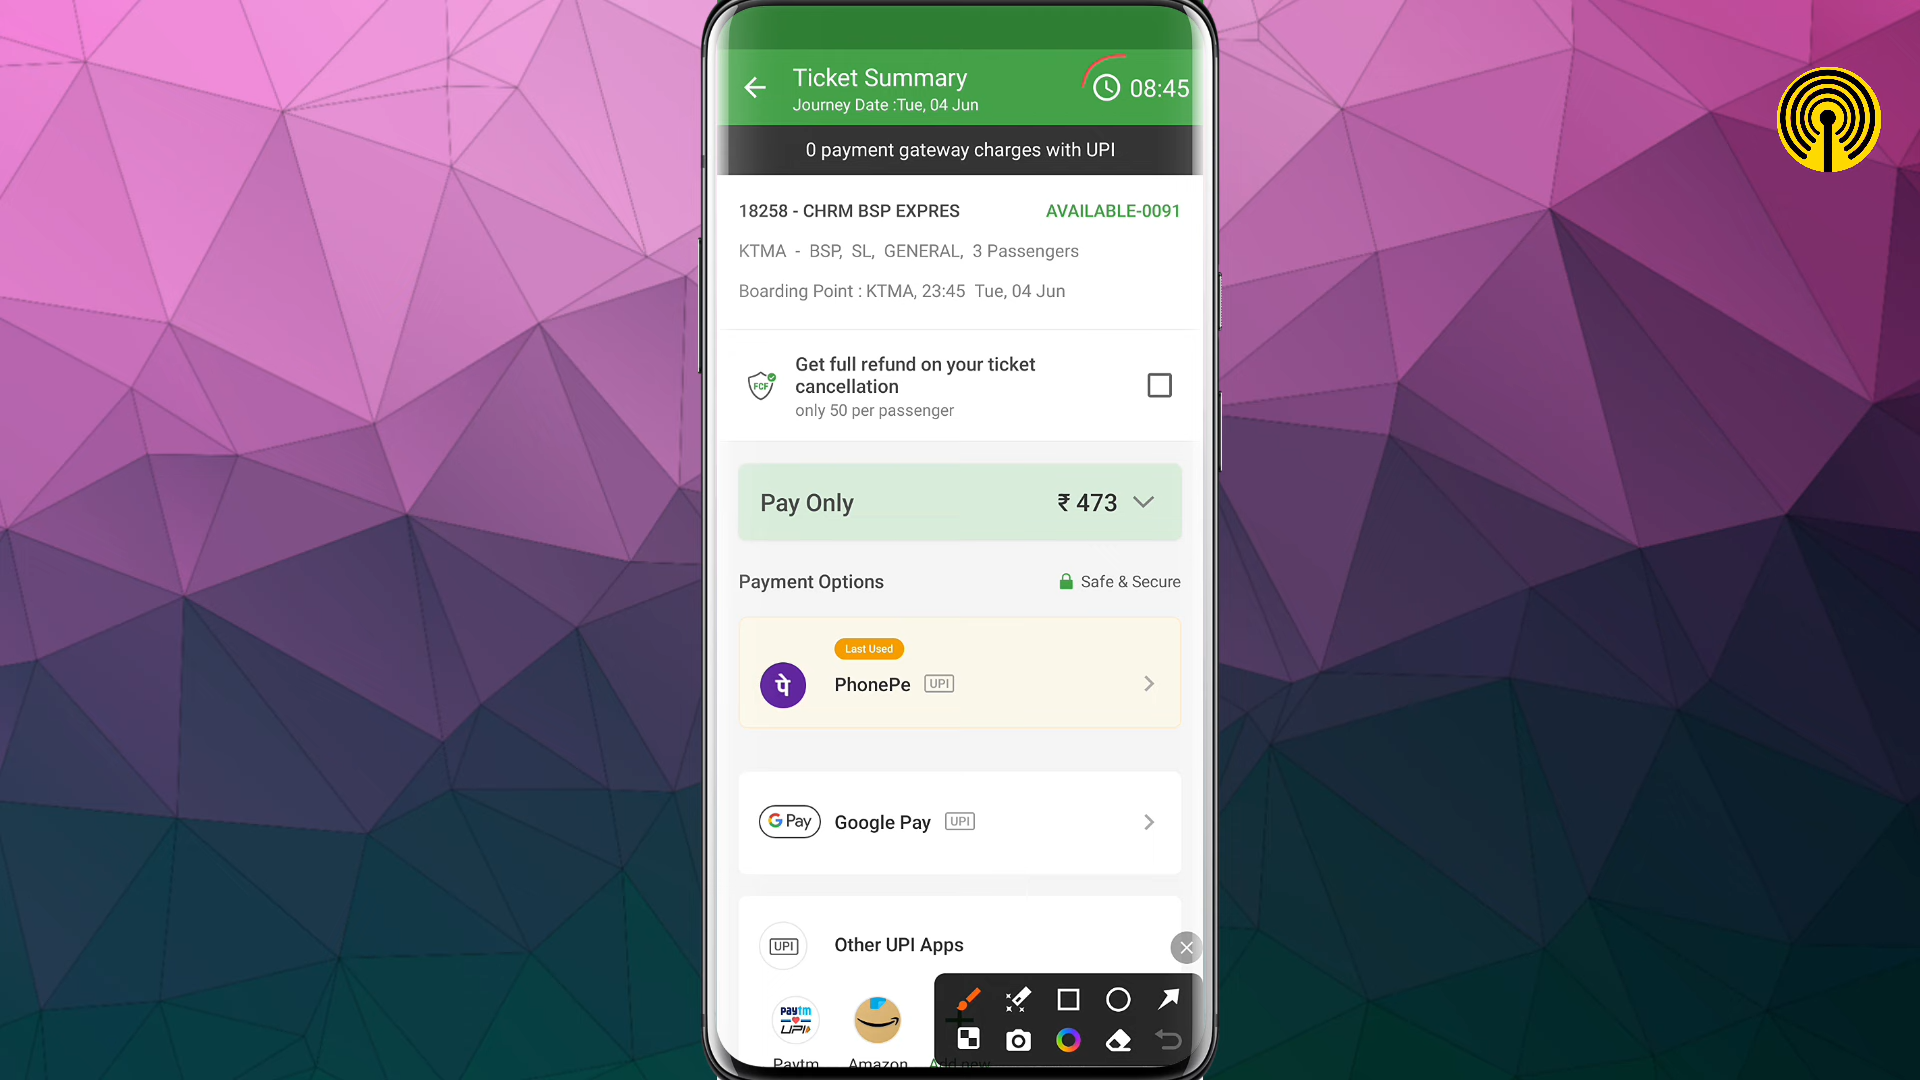 Ticket Summary
08:45
Journey Date :Tue, 04 Jun
0 payment gateway charges with UPI
18258 - CHRM BSP EXPRES
AVAILABLE-0091
KTMA - BSP, SL, GENERAL, 3 Passengers
Boarding Point : KTMA, 23:45 Tue, 04 Jun
FCF
Get full refund on your ticket
cancellation
only 50 per passenger
Pay Only
₹ 473
Payment Options
Safe & Secure
Last Used
पे
PhonePe UPI
G Pay
Google Pay UPI
UPI
Other UPI Apps
paytm
UPI
Paytm
Amazon
Add new